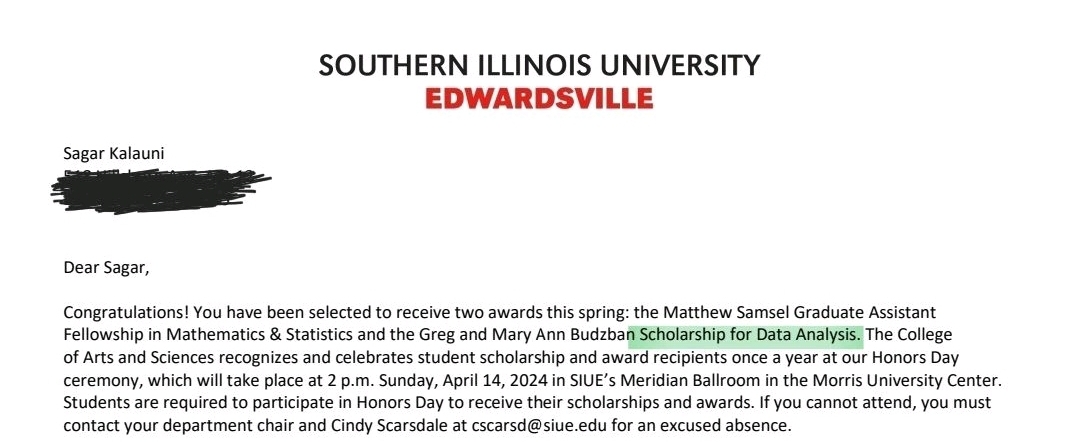 SOUTHERN ILLINOIS UNIVERSITY
EDWARDSVILLE
Sagar Kalauni
Dear Sagar,
Congratulations! You have been selected to receive two awards this spring: the Matthew Samsel Graduate Assistant
Fellowship in Mathematics & Statistics and the Greg and Mary Ann Budzban Scholarship for Data Analysis. The College
of Arts and Sciences recognizes and celebrates student scholarship and award recipients once a year at our Honors Day
ceremony, which will take place at 2 p.m. Sunday, April 14, 2024 in SIUE’s Meridian Ballroom in the Morris University Center.
Students are required to participate in Honors Day to receive their scholarships and awards. If you cannot attend, you must
contact your department chair and Cindy Scarsdale at cscarsd@siue.edu for an excused absence.